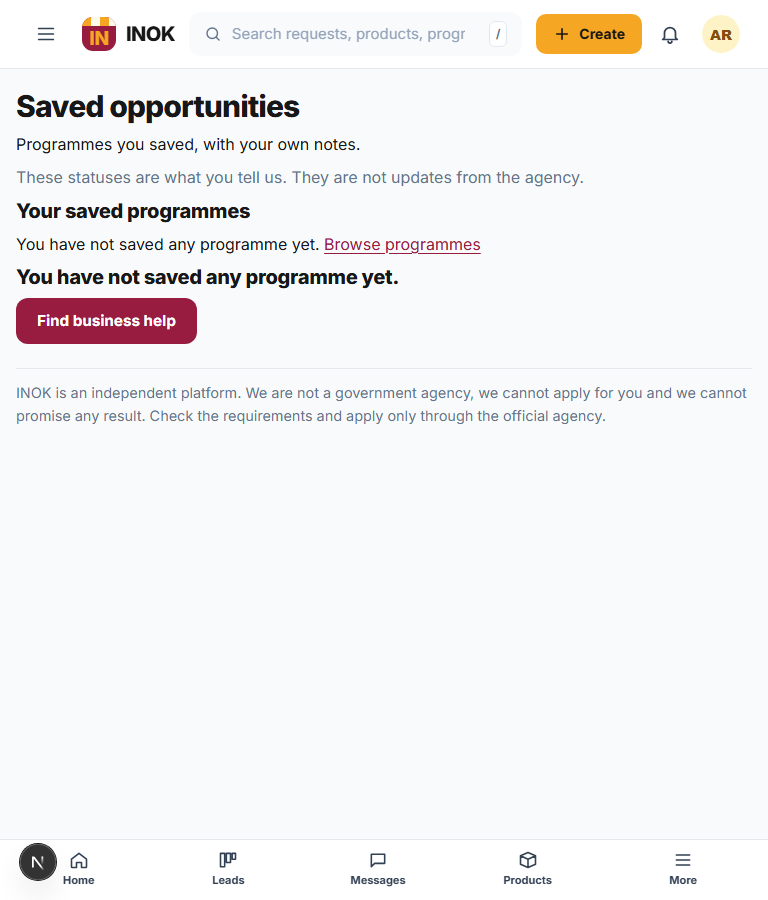 IN INOK
Search requests, products, progr
/
Create
AR
Saved opportunities
Programmes you saved, with your own notes.
These statuses are what you tell us. They are not updates from the agency.
Your saved programmes
You have not saved any programme yet. Browse programmes
You have not saved any programme yet.
Find business help
INOK is an independent platform. We are not a government agency, we cannot apply for you and we cannot
promise any result. Check the requirements and apply only through the official agency.
N
Home
Leads
Messages
Products
More